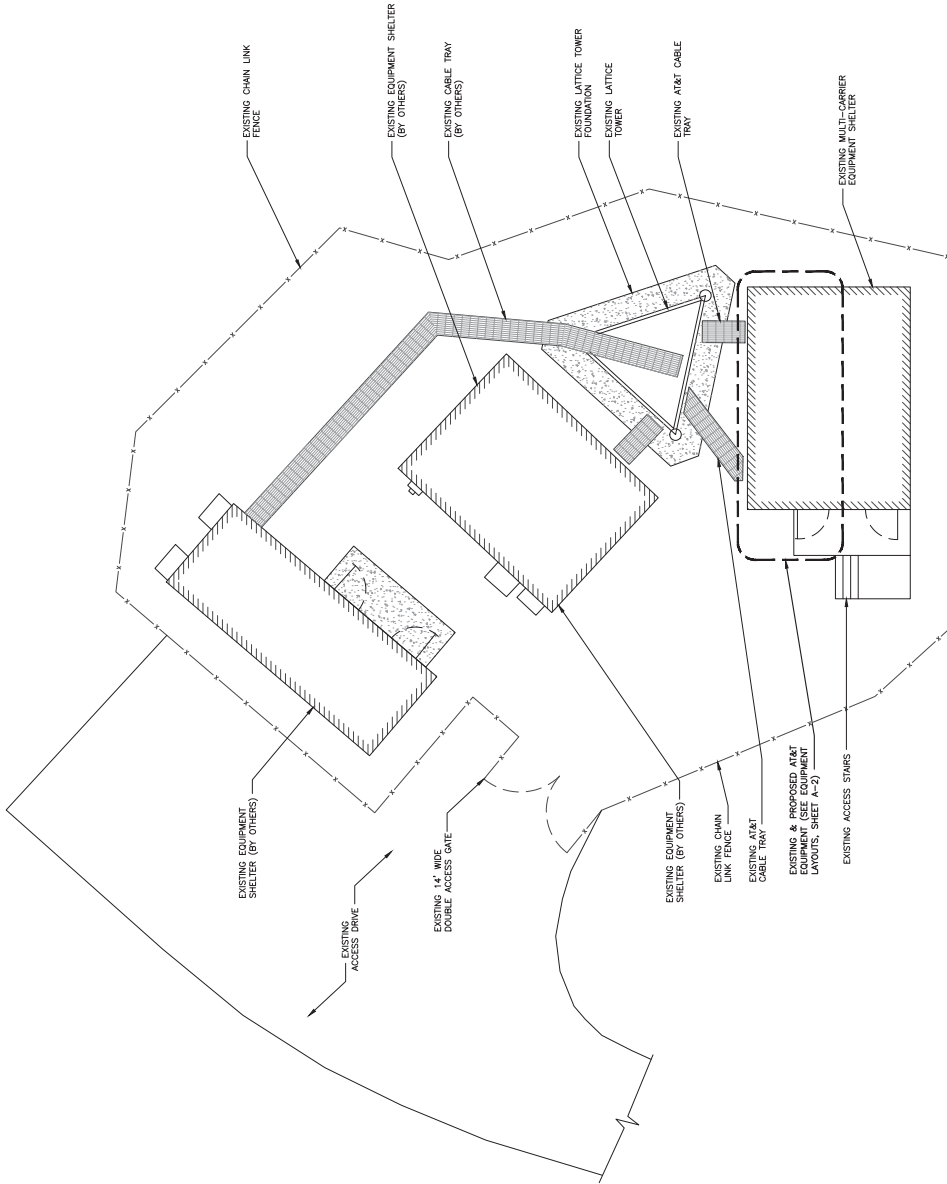 EXISTING CHAIN LINK
FENCE
EXISTING EQUIPMENT SHELTER
(BY OTHERS)
EXISTING CABLE TRAY
(BY OTHERS)
EXISTING LATTICE TOWER
FOUNDATION
EXISTING LATTICE
TOWER
EXISTING AT&T CABLE
TRAY
EXISTING MULTI-CARRIER
EQUIPMENT SHELTER
EXISTING EQUIPMENT
SHELTER (BY OTHERS)
EXISTING
ACCESS DRIVE
EXISTING 14' WIDE
DOUBLE ACCESS GATE
EXISTING EQUIPMENT
SHELTER (BY OTHERS)
EXISTING CHAIN
LINK FENCE
EXISTING AT&T
CABLE TRAY
EXISTING & PROPOSED AT&T
EQUIPMENT (SEE EQUIPMENT
LAYOUTS, SHEET A-2)
EXISTING ACCESS STAIRS